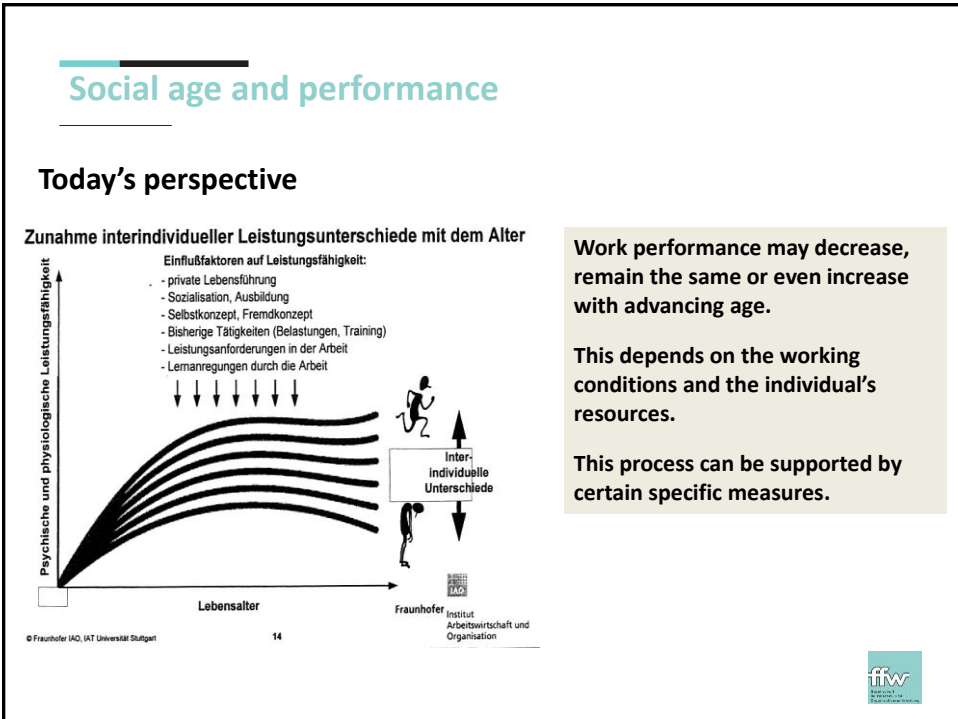 Social age and performance
Today's perspective
Zunahme interindividueller Leistungsunterschiede mit dem Alter
Psychische und physiologische Leistungsfähigkeit
Einflußfaktoren auf Leistungsfähigkeit:
- private Lebensführung
- Sozialisation, Ausbildung
- Selbstkonzept, Fremdkonzept
- Bisherige Tätigkeiten (Belastungen, Training)
- Leistungsanforderungen in der Arbeit
- Lernanregungen durch die Arbeit
Inter-
individuelle
Unterschiede
Lebensalter
IAO
Fraunhofer Institut
Arbeitswirtschaft und
Organisation
© Fraunhofer IAO, IAT Universität Stuttgart
14
Work performance may decrease,
remain the same or even increase
with advancing age.
This depends on the working
conditions and the individual's
resources.
This process can be supported by
certain specific measures.
ffw